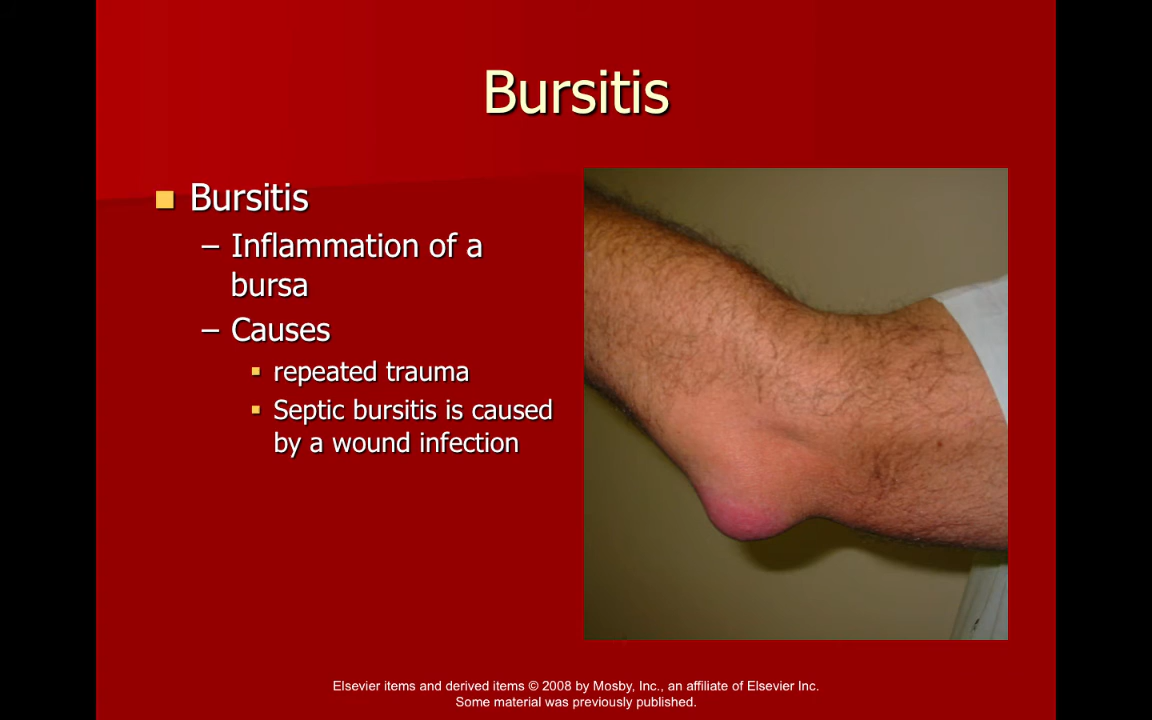 Bursitis
Bursitis
– Inflammation of a
bursa
– Causes
repeated trauma
Septic bursitis is caused
by a wound infection
Elsevier items and derived items © 2008 by Mosby, Inc., an affiliate of Elsevier Inc.
Some material was previously published.